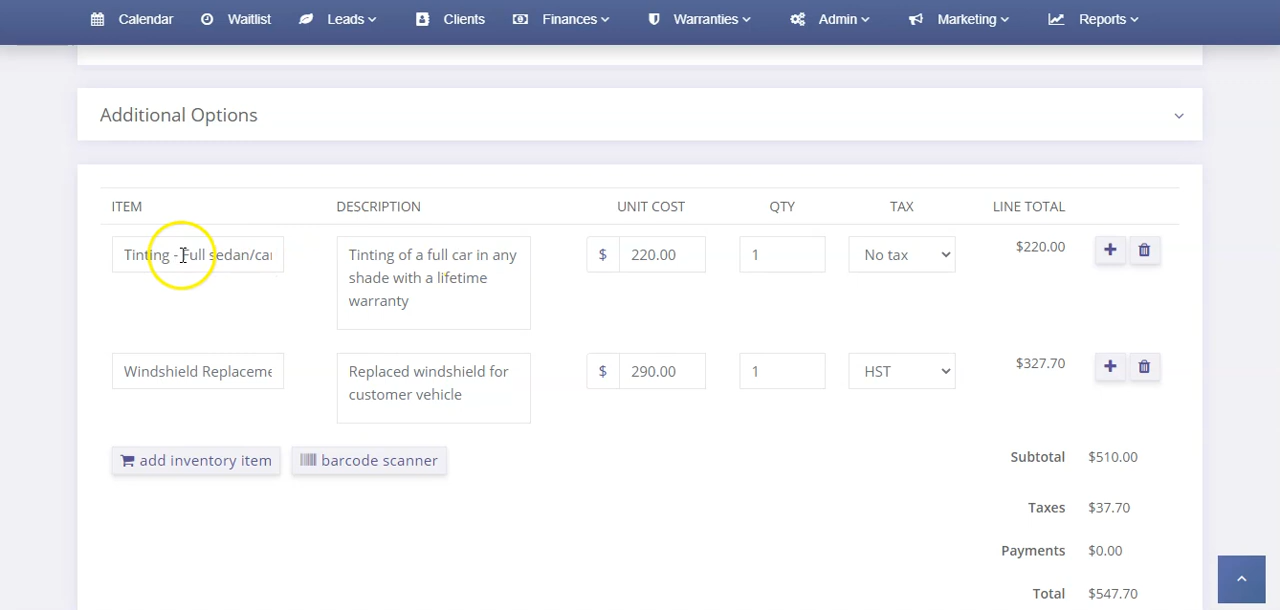 Calendar Waitlist Leads Clients Finances Warranties Admin Marketing Reports
Additional Options
ITEM DESCRIPTION UNIT COST QTY TAX LINE TOTAL
Tinting - Full sedan/car Tinting of a full car in any $ 220.00 1 No tax $220.00
shade with a lifetime
warranty
Windshield Replaceme Replaced windshield for $ 290.00 1 HST $327.70
customer vehicle
add inventory item barcode scanner
Subtotal $510.00
Taxes $37.70
Payments $0.00
Total $547.70